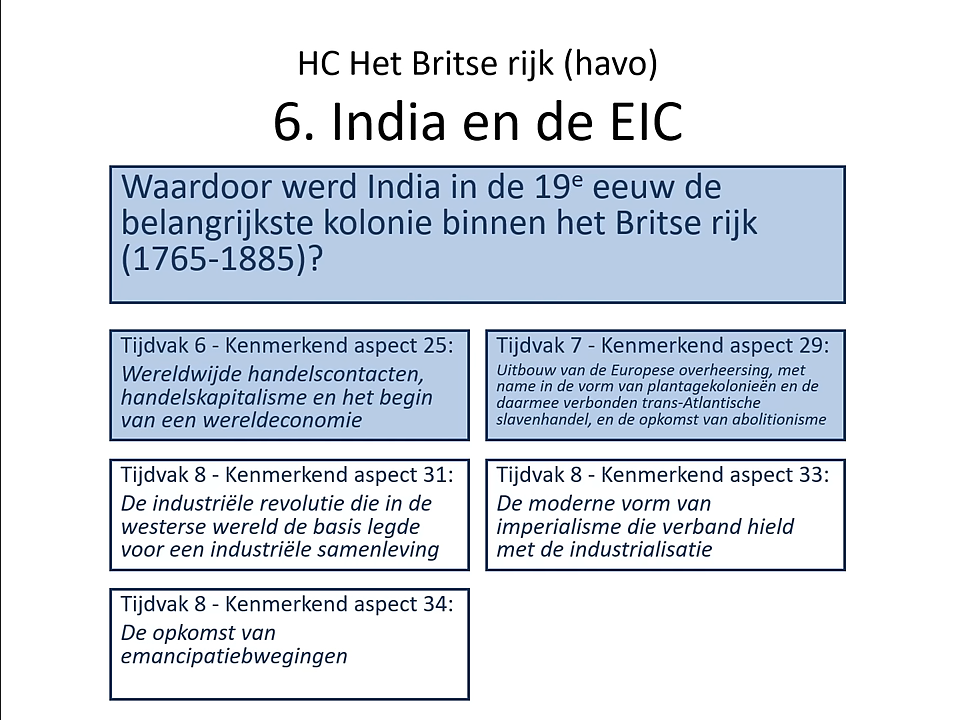 HC Het Britse rijk (havo)
6. India en de EIC
Waardoor werd India in de 19e eeuw de
belangrijkste kolonie binnen het Britse rijk
(1765-1885)?
Tijdvak 6 - Kenmerkend aspect 25:
Wereldwijde handelscontacten,
handelskapitalisme en het begin
van een wereldeconomie
Tijdvak 7 - Kenmerkend aspect 29:
Uitbouw van de Europese overheersing, met
name in de vorm van plantagekolonieën en de
daarmee verbonden trans-Atlantische
slavenhandel, en de opkomst van abolitionisme
Tijdvak 8 - Kenmerkend aspect 31:
De industriële revolutie die in de
westerse wereld de basis legde
voor een industriële samenleving
Tijdvak 8 - Kenmerkend aspect 33:
De moderne vorm van
imperialisme die verband hield
met de industrialisatie
Tijdvak 8 - Kenmerkend aspect 34:
De opkomst van
emancipatiebwegingen